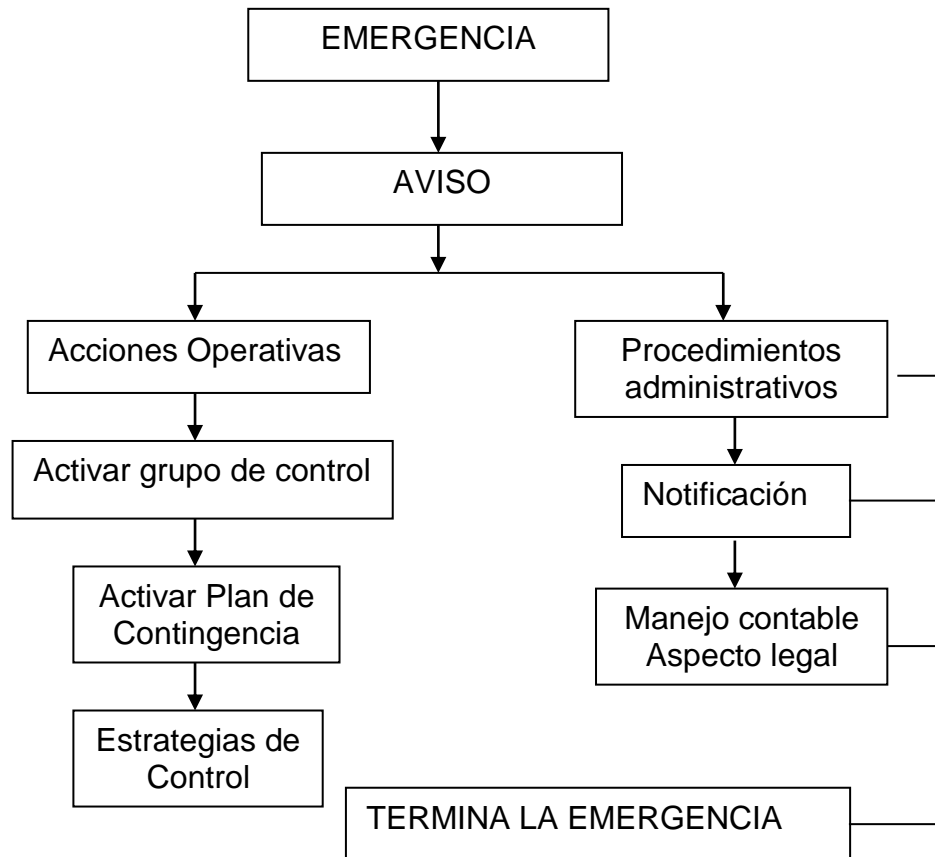 EMERGENCIA
AVISO
Acciones Operativas
Activar grupo de control
Activar Plan de
Contingencia
Estrategias de
Control
Procedimientos
administrativos
Notificación
Manejo contable
Aspecto legal
TERMINA LA EMERGENCIA